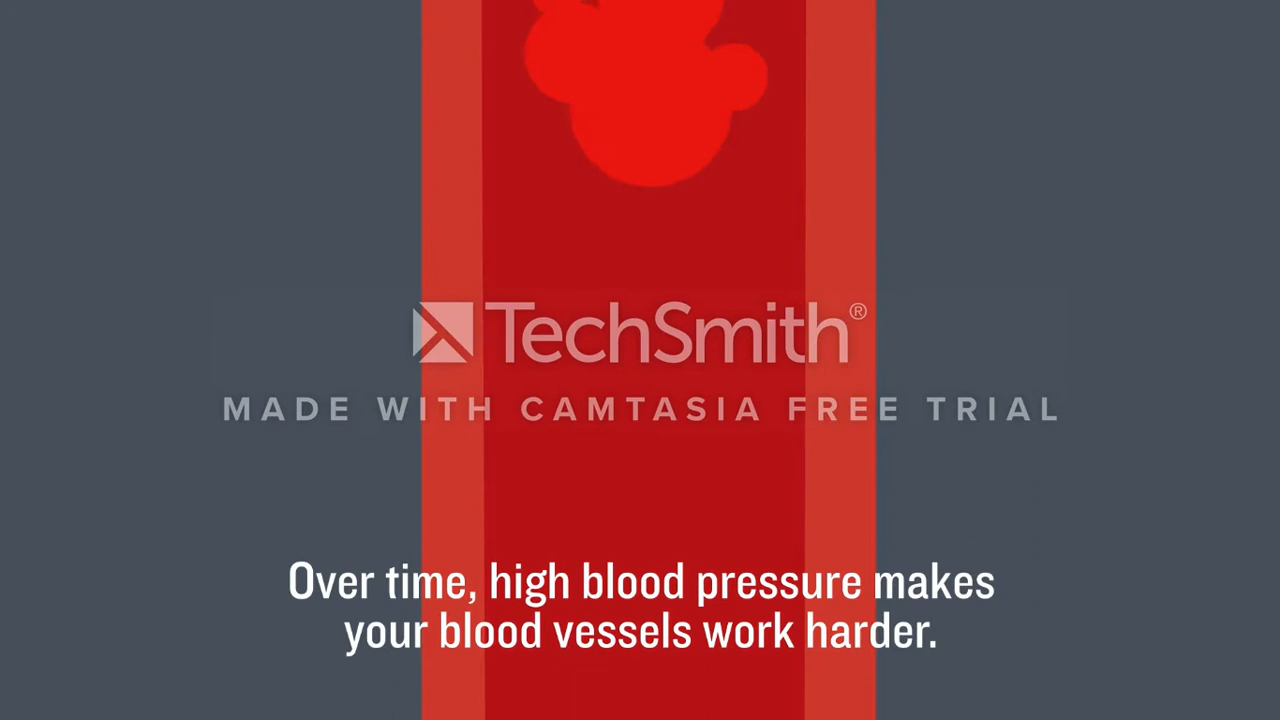 TechSmith®
MADE WITH CAMTASIA FREE TRIAL
Over time, high blood pressure makes
your blood vessels work harder.